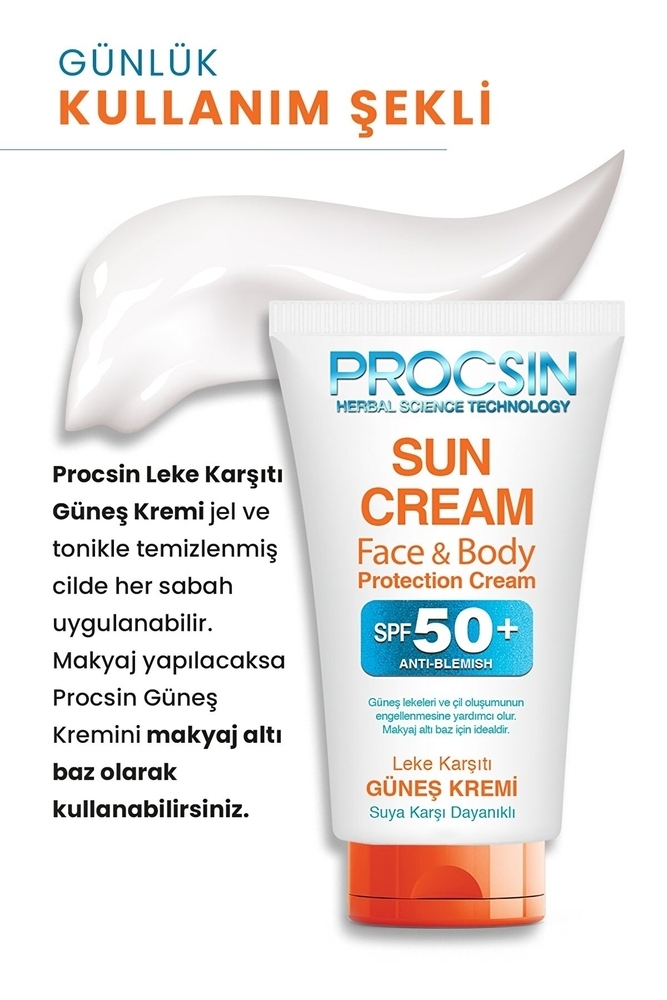 GÜNLÜK
KULLANIM ŞEKLİ
Procsin Leke Karşıtı
Güneş Kremi jel ve
tonikle temizlenmiş
cilde her sabah
uygulanabilir.
Makyaj yapılacaksa
Procsin Güneş
Kremini makyaj altı
baz olarak
kullanabilirsiniz.
PROCSIN
HERBAL SCIENCE TECHNOLOGY
SUN
CREAM
Face & Body
Protection Cream
SPF 50+
ANTI-BLEMISH
Güneş lekeleri ve çil oluşumunun
engellenmesine yardımcı olur.
Makyaj altı baz için idealdir.
Leke Karşıtı
GÜNEŞ KREMİ
Suya Karşı Dayanıklı